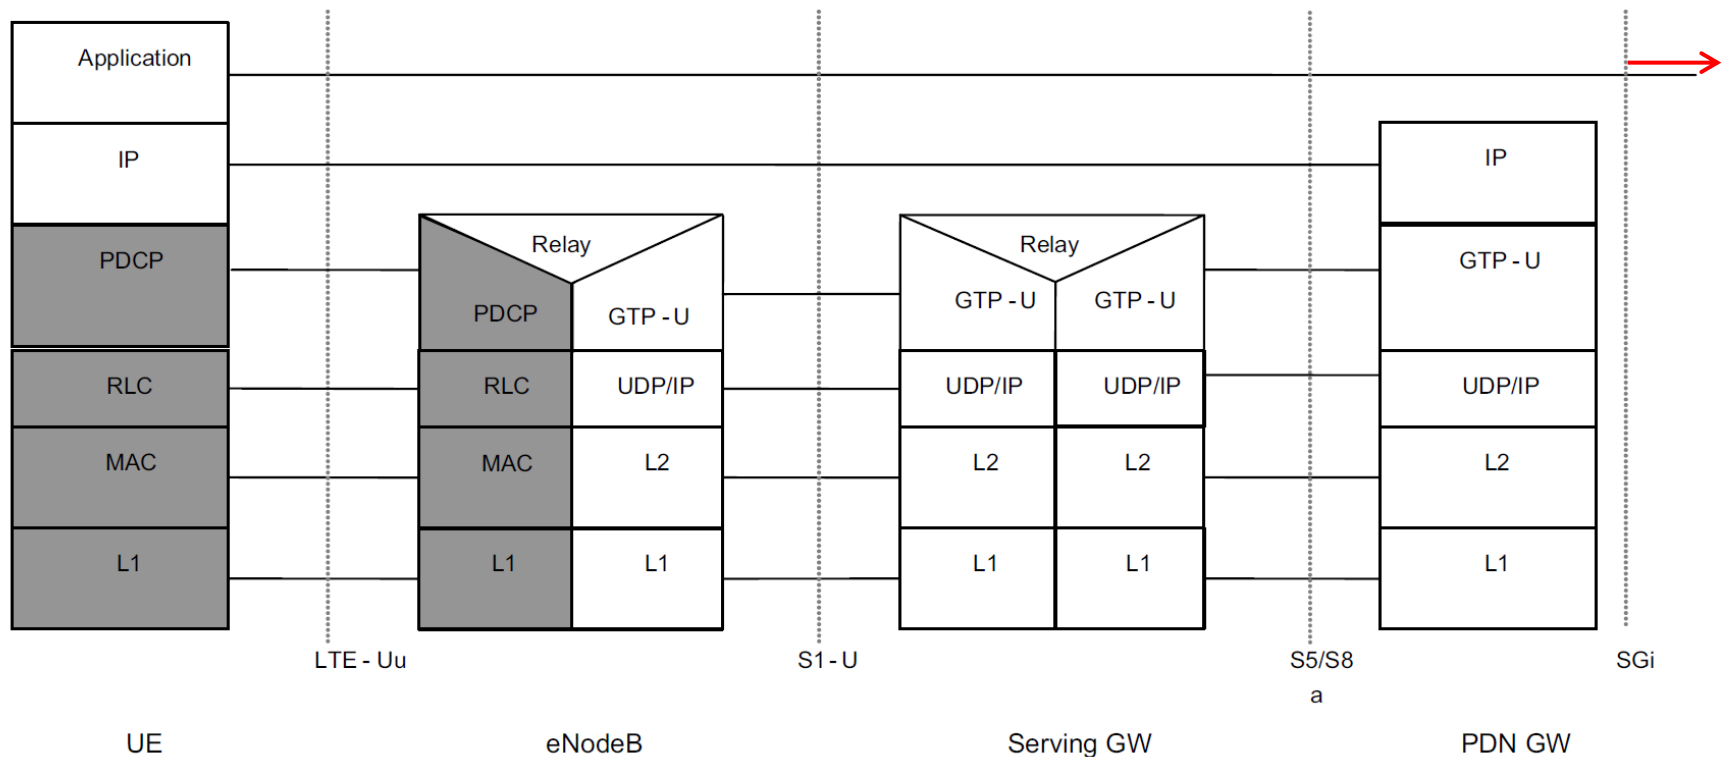 Application
IP
IP
PDCP
Relay
Relay
GTP - U
PDCP
GTP - U
GTP - U
GTP - U
RLC
RLC
UDP/IP
UDP/IP
UDP/IP
UDP/IP
MAC
MAC
L2
L2
L2
L2
L1
L1
L1
L1
L1
L1
LTE - Uu
S1 - U
S5/S8
a
SGi
UE
eNodeB
Serving GW
PDN GW